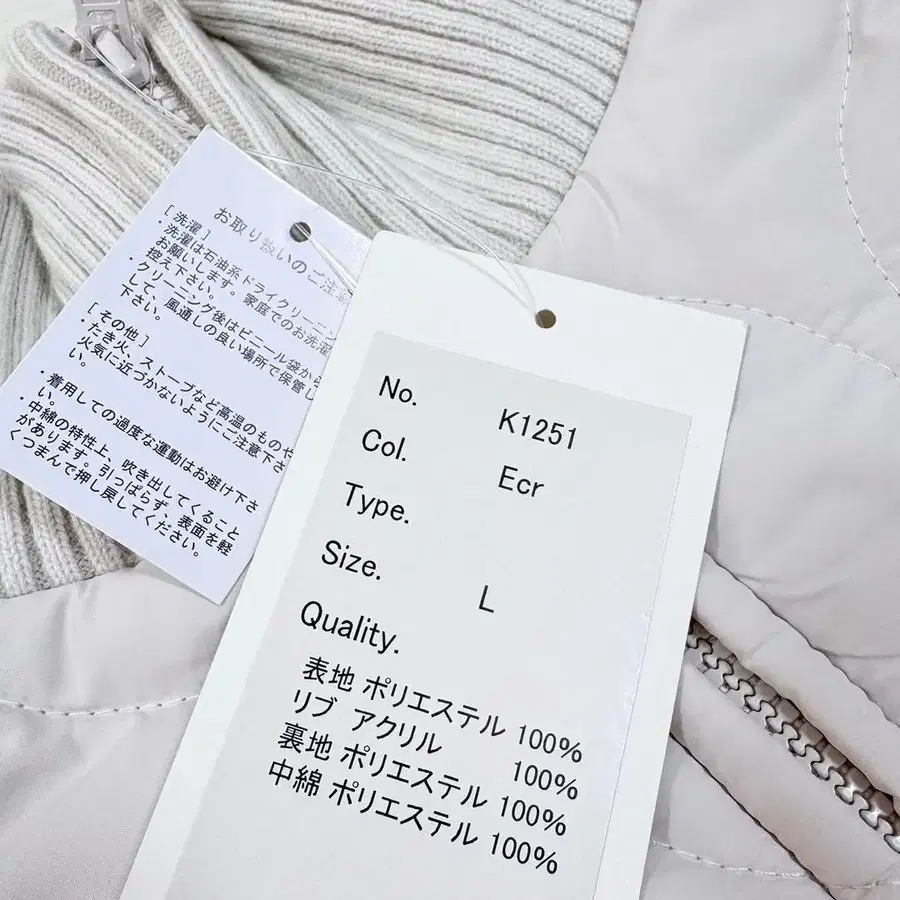 お取り扱いのご注意
[ 洗濯 ]
・洗濯は石油系ドライクリーニン
お願いします。家庭でのお洗濯
控え下さい。
・クリーニング後はビニール袋から
して、風通しの良い場所で保管し
下さい。
[ その他 ]
・たき火、ストーブなど高温のものや
火気に近づかないようにご注意下さ
い。
・着用しての過度な運動はお避け下さ
い。
・中綿の特性上、吹き出してくること
があります。引っぱらず、表面を軽
くつまんで押し戻してください。
No. K1251
Col. Ecr
Type.
Size. L
Quality.
表地 ポリエステル 100%
リブ アクリル 100%
裏地 ポリエステル 100%
中綿 ポリエステル 100%